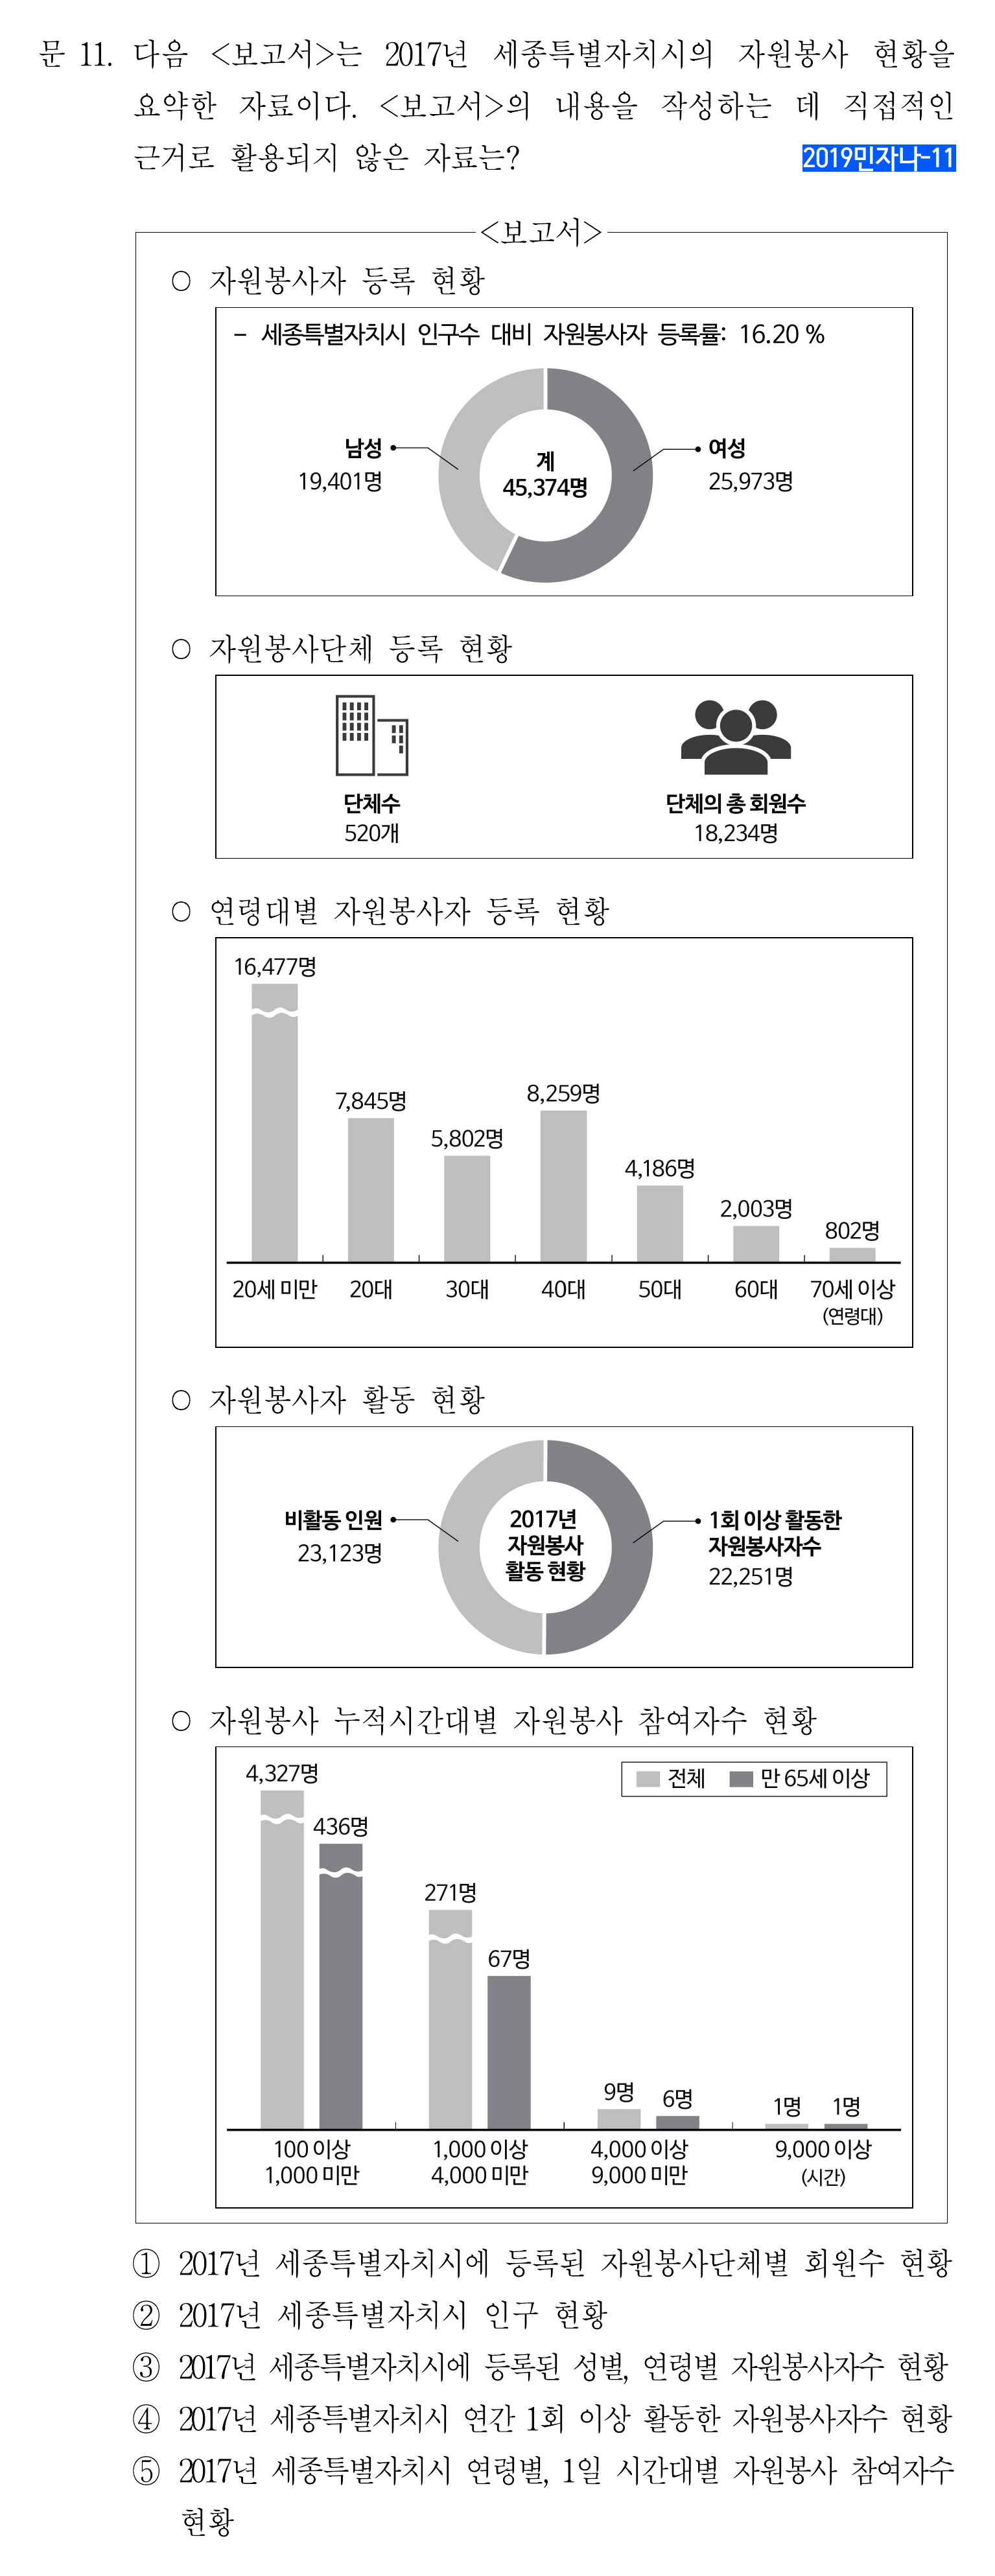 문 11. 다음 <보고서>는 2017년 세종특별자치시의 자원봉사 현황을
요약한 자료이다. <보고서>의 내용을 작성하는 데 직접적인
근거로 활용되지 않은 자료는?
2019민자나-11
<보고서>
○ 자원봉사자 등록 현황
- 세종특별자치시 인구수 대비 자원봉사자 등록률: 16.20 %
남성
19,401명
계
45,374명
여성
25,973명
○ 자원봉사단체 등록 현황
단체수
520개
단체의 총 회원수
18,234명
○ 연령대별 자원봉사자 등록 현황
16,477명
7,845명
5,802명
8,259명
4,186명
2,003명
802명
20세 미만 20대 30대 40대 50대 60대 70세 이상
(연령대)
○ 자원봉사자 활동 현황
비활동 인원
23,123명
2017년
자원봉사
활동 현황
1회 이상 활동한
자원봉사자수
22,251명
○ 자원봉사 누적시간대별 자원봉사 참여자수 현황
전체 만 65세 이상
4,327명
436명
271명
67명
9명
6명
1명
1명
100 이상
1,000 미만
1,000 이상
4,000 미만
4,000 이상
9,000 미만
9,000 이상
(시간)
① 2017년 세종특별자치시에 등록된 자원봉사단체별 회원수 현황
② 2017년 세종특별자치시 인구 현황
③ 2017년 세종특별자치시에 등록된 성별, 연령별 자원봉사자수 현황
④ 2017년 세종특별자치시 연간 1회 이상 활동한 자원봉사자수 현황
⑤ 2017년 세종특별자치시 연령별, 1일 시간대별 자원봉사 참여자수
현황